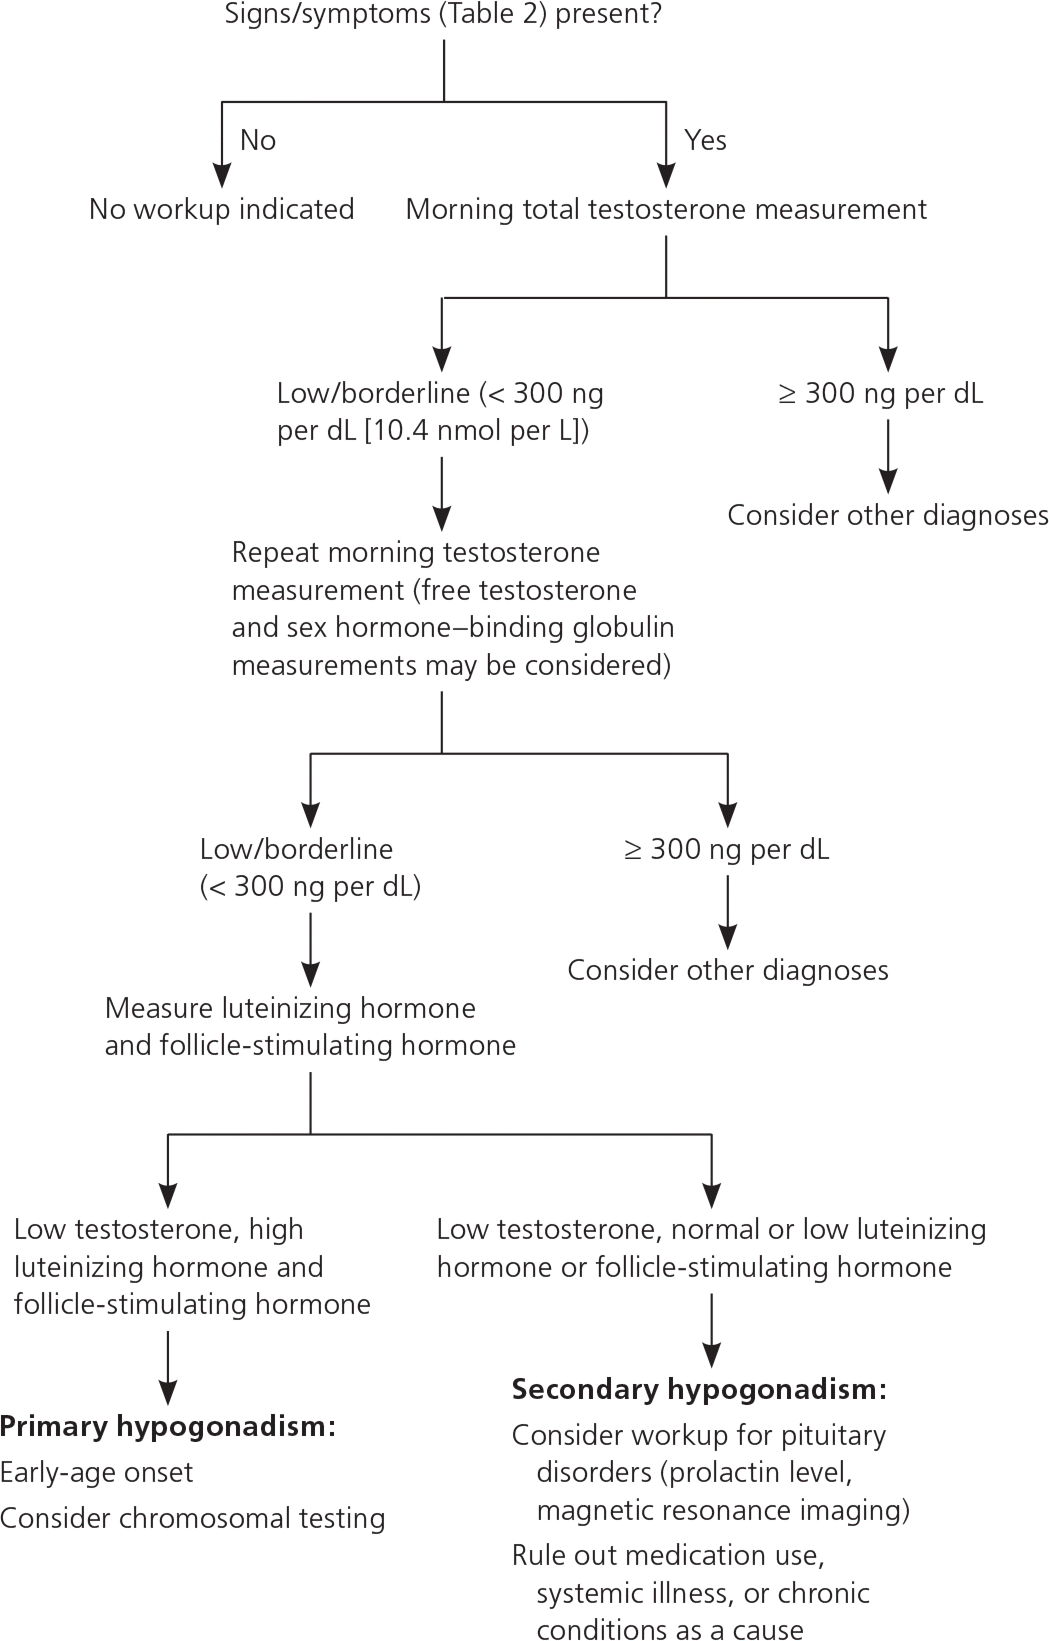 Signs/symptoms (Table 2) present?
No
Yes
No workup indicated
Morning total testosterone measurement
Low/borderline (< 300 ng
per dL [10.4 nmol per L])
≥ 300 ng per dL
Consider other diagnoses
Repeat morning testosterone
measurement (free testosterone
and sex hormone–binding globulin
measurements may be considered)
Low/borderline
(< 300 ng per dL)
≥ 300 ng per dL
Consider other diagnoses
Measure luteinizing hormone
and follicle-stimulating hormone
Low testosterone, high
luteinizing hormone and
follicle-stimulating hormone
Low testosterone, normal or low luteinizing
hormone or follicle-stimulating hormone
Primary hypogonadism:
Early-age onset
Consider chromosomal testing
Secondary hypogonadism:
Consider workup for pituitary
disorders (prolactin level,
magnetic resonance imaging)
Rule out medication use,
systemic illness, or chronic
conditions as a cause